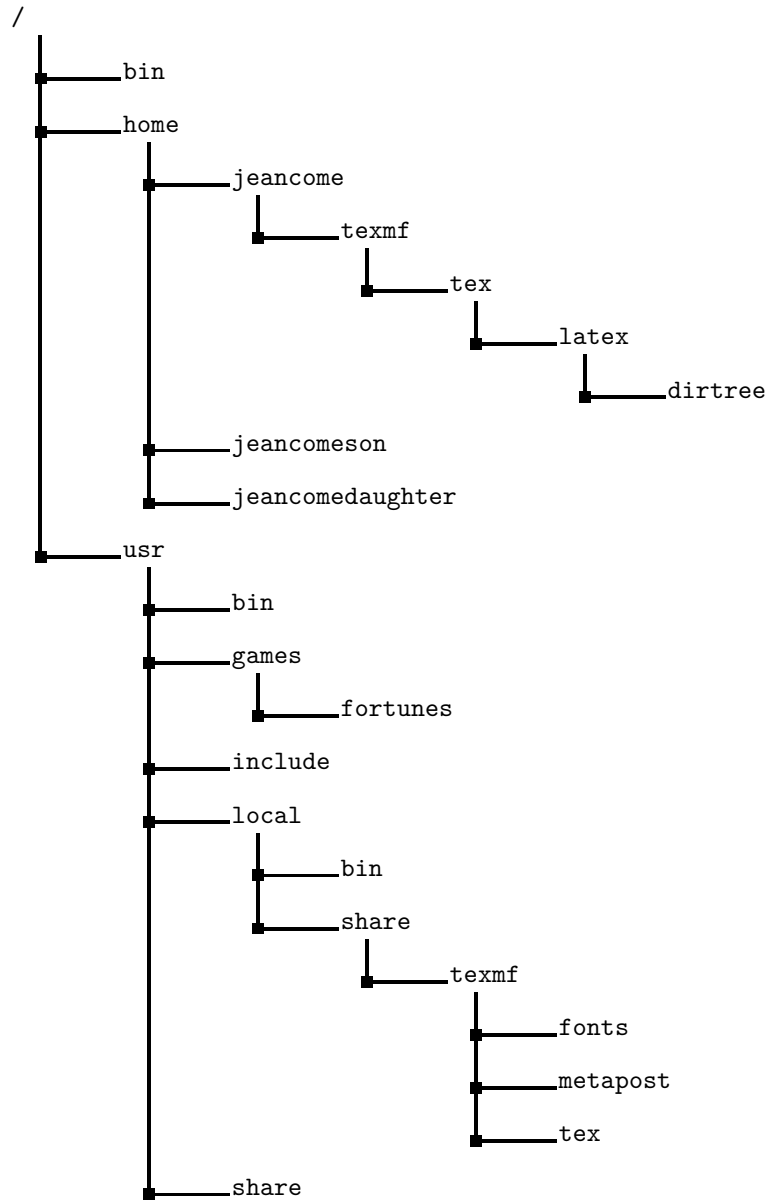 /
bin
home
jeancome
texmf
tex
latex
dirtree
jeancomeson
jeancomedaughter
usr
bin
games
fortunes
include
local
bin
share
texmf
fonts
metapost
tex
share